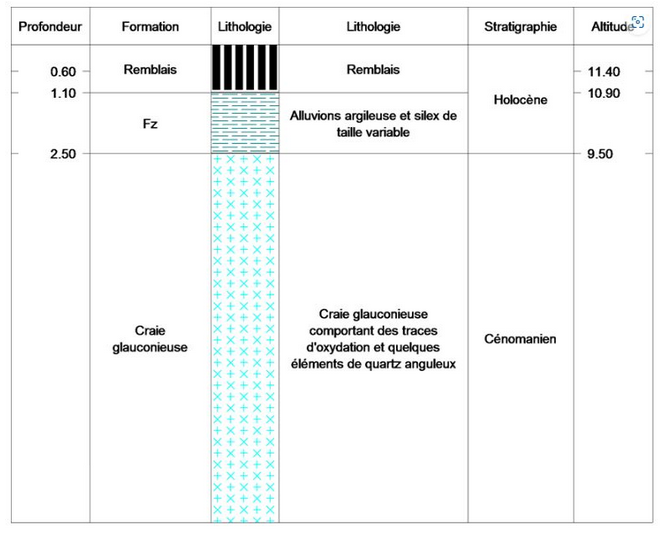 Profondeur Formation Lithologie Lithologie Stratigraphie Altitude
0.60 Remblais Remblais 11.40
1.10 10.90
Holocène
Fz Alluvions argileuse et silex de
taille variable
2.50 9.50
Craie
glauconieuse
Craie glauconieuse
comportant des traces
d'oxydation et quelques
éléments de quartz anguleux
Cénomanien